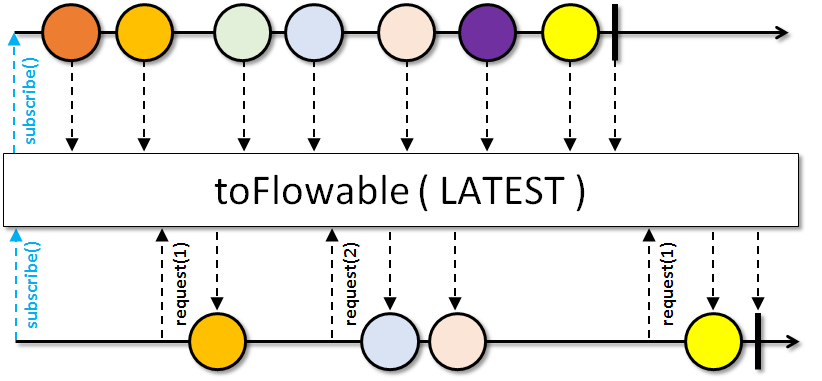 subscribe()
toFlowable ( LATEST )
subscribe()
request(1)
request(2)
request(1)